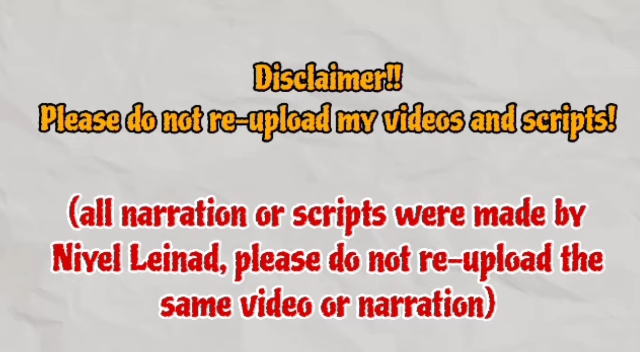 Disclaimer!!
Please do not re-upload my videos and scripts!
(all narration or scripts were made by
Nivel Leinad, please do not re-upload the
same video or narration)